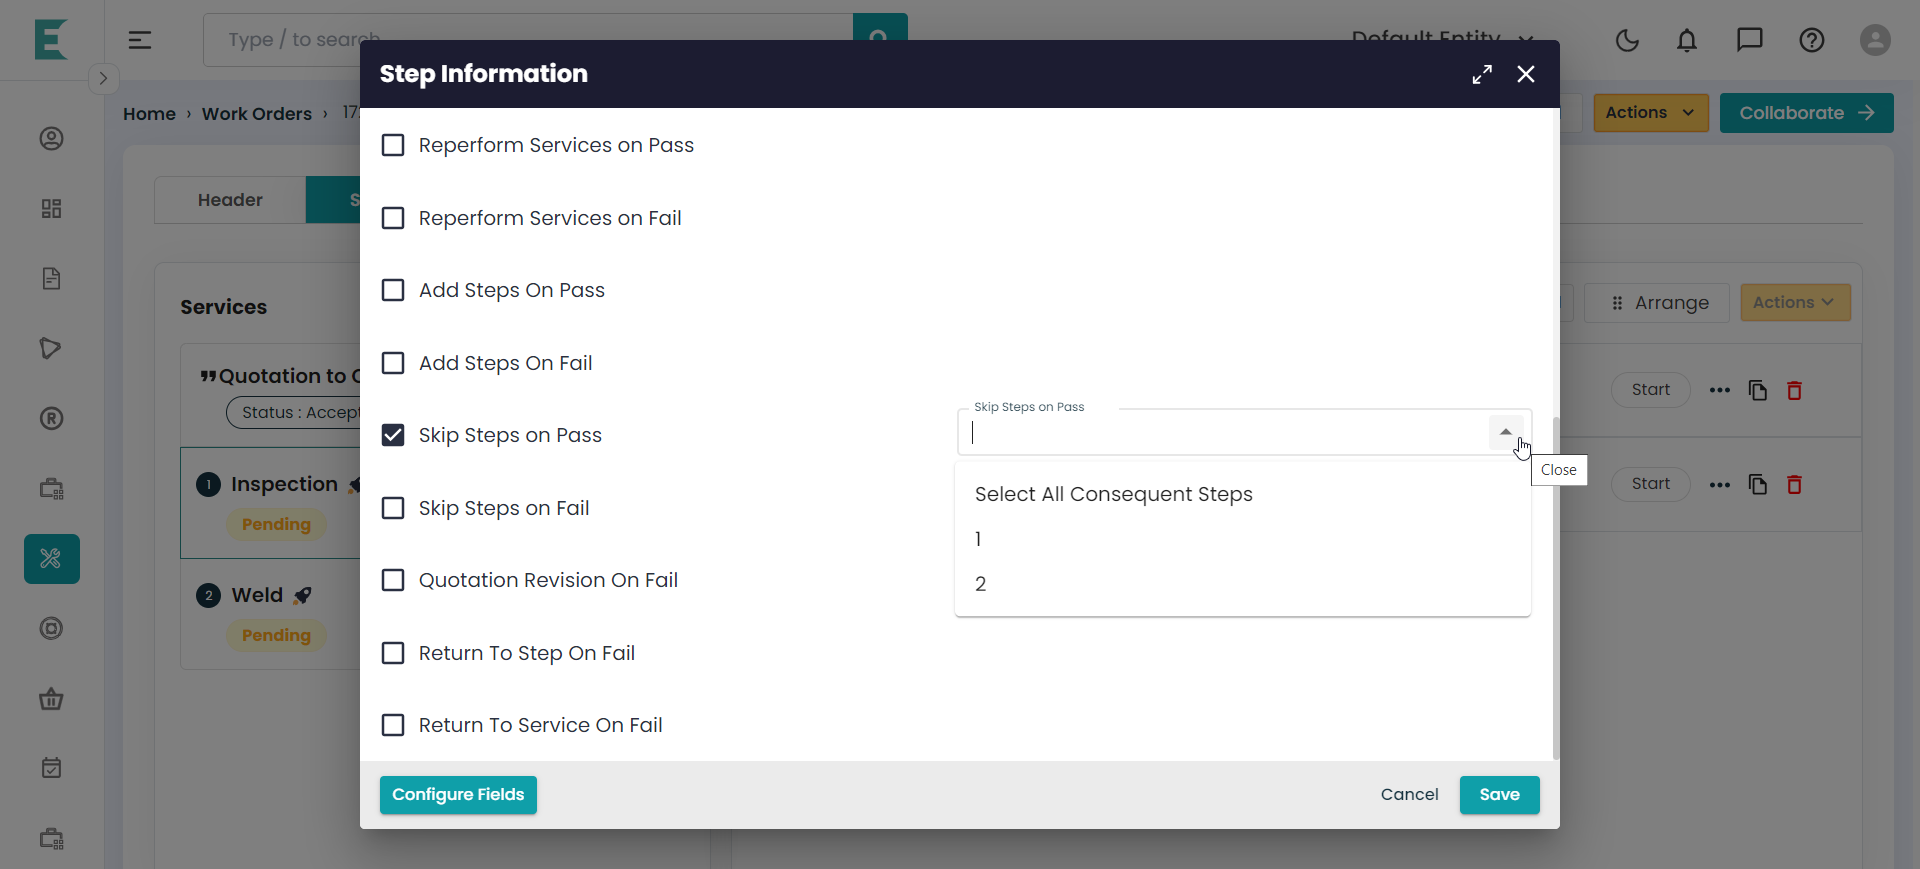 Type / to search
Default Entity
Step Information
Home › Work Orders › 17.
Actions
Collaborate
Header
S
Services
Arrange
Actions
Quotation to C
Status : Accept
1 Inspection
Pending
2 Weld
Pending
Start
Start
Reperform Services on Pass
Reperform Services on Fail
Add Steps On Pass
Add Steps On Fail
Skip Steps on Pass
Skip Steps on Pass
Close
Select All Consequent Steps
1
2
Skip Steps on Fail
Quotation Revision On Fail
Return To Step On Fail
Return To Service On Fail
Configure Fields
Cancel
Save